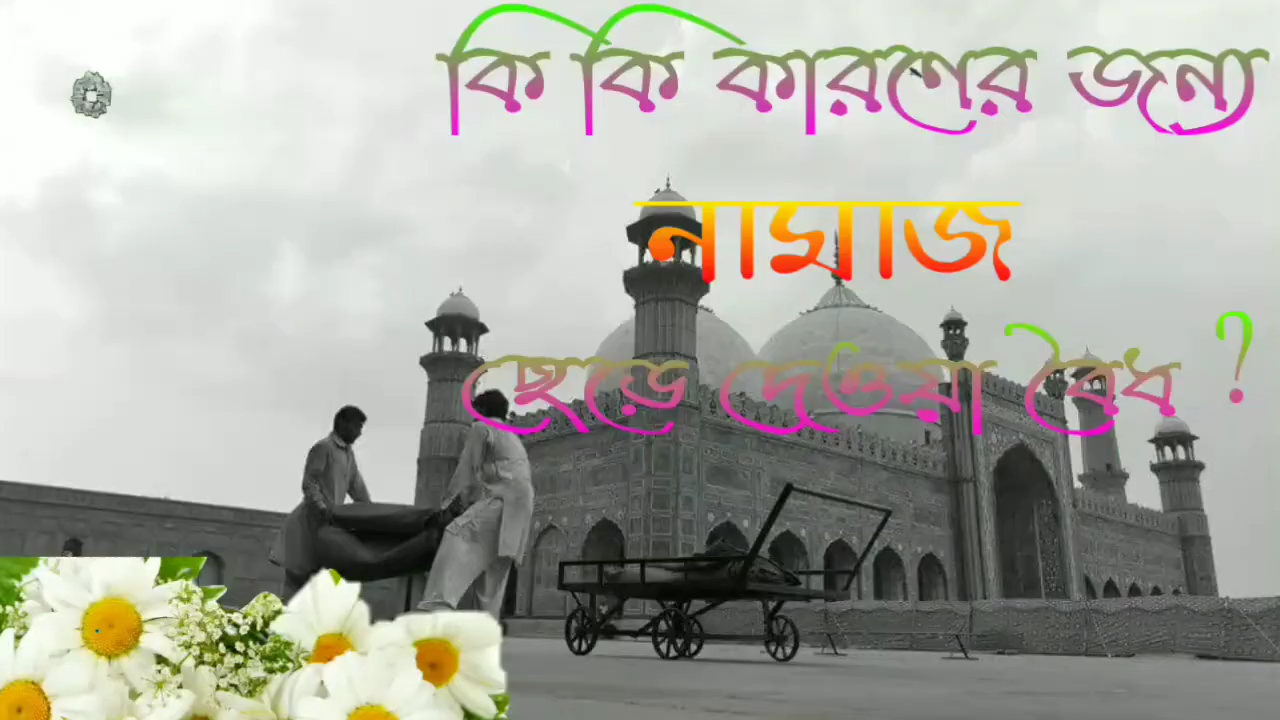 কি কি কারণের জন্য
নামাজ
ছেড়ে দেওয়া বৈধ ?